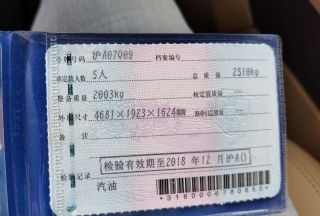 号牌号码 沪A07Q09 档案编号
核定载人数 5人 总质量 2510kg
整备质量 2003kg 核定载质量
外廓尺寸 4681×1923×1624mm 准牵引总质量
备注
检验有效期至2018年12月沪A()
检验记录
汽油
*3160006780850*